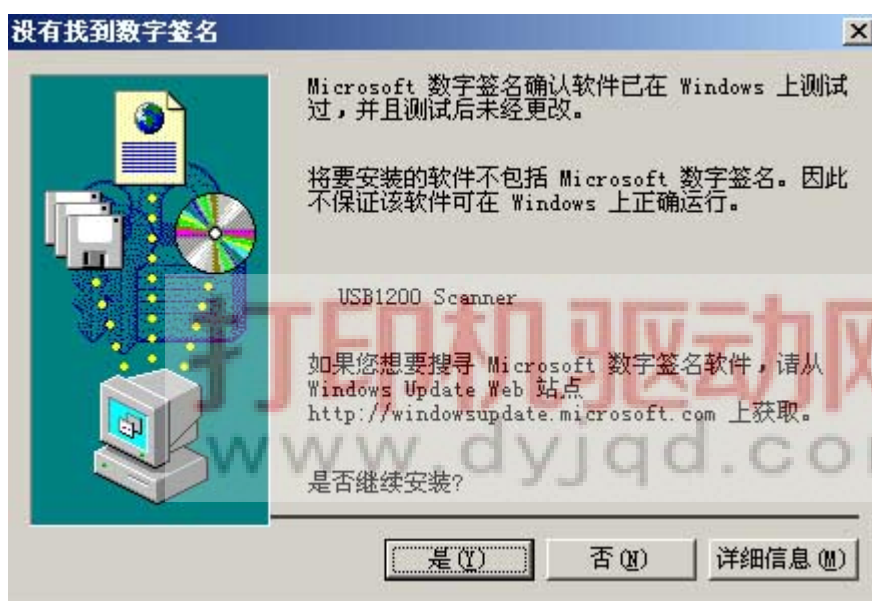 没有找到数字签名
Microsoft 数字签名确认软件已在 Windows 上测试
过，并且测试后未经更改。
将要安装的软件不包括 Microsoft 数字签名。因此
不保证该软件可在 Windows 上正确运行。
USB1200 Scanner
打印机驱动网
如果您想要搜寻 Microsoft 数字签名软件，请从
Windows Update Web 站点
http://windowsupdate.microsoft.com 上获取。
www.dyjqd.co
是否继续安装?
是(Y)
否(N)
详细信息(M)